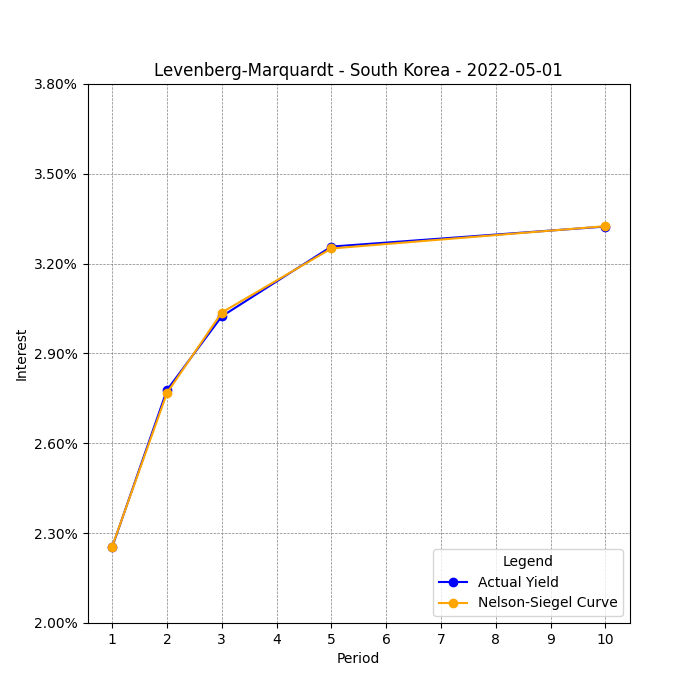 Levenberg-Marquardt - South Korea - 2022-05-01
3.80%
3.50%
3.20%
2.90%
2.60%
2.30%
2.00%
Interest
1 2 3 4 5 6 7 8 9 10
Period
Legend
Actual Yield
Nelson-Siegel Curve